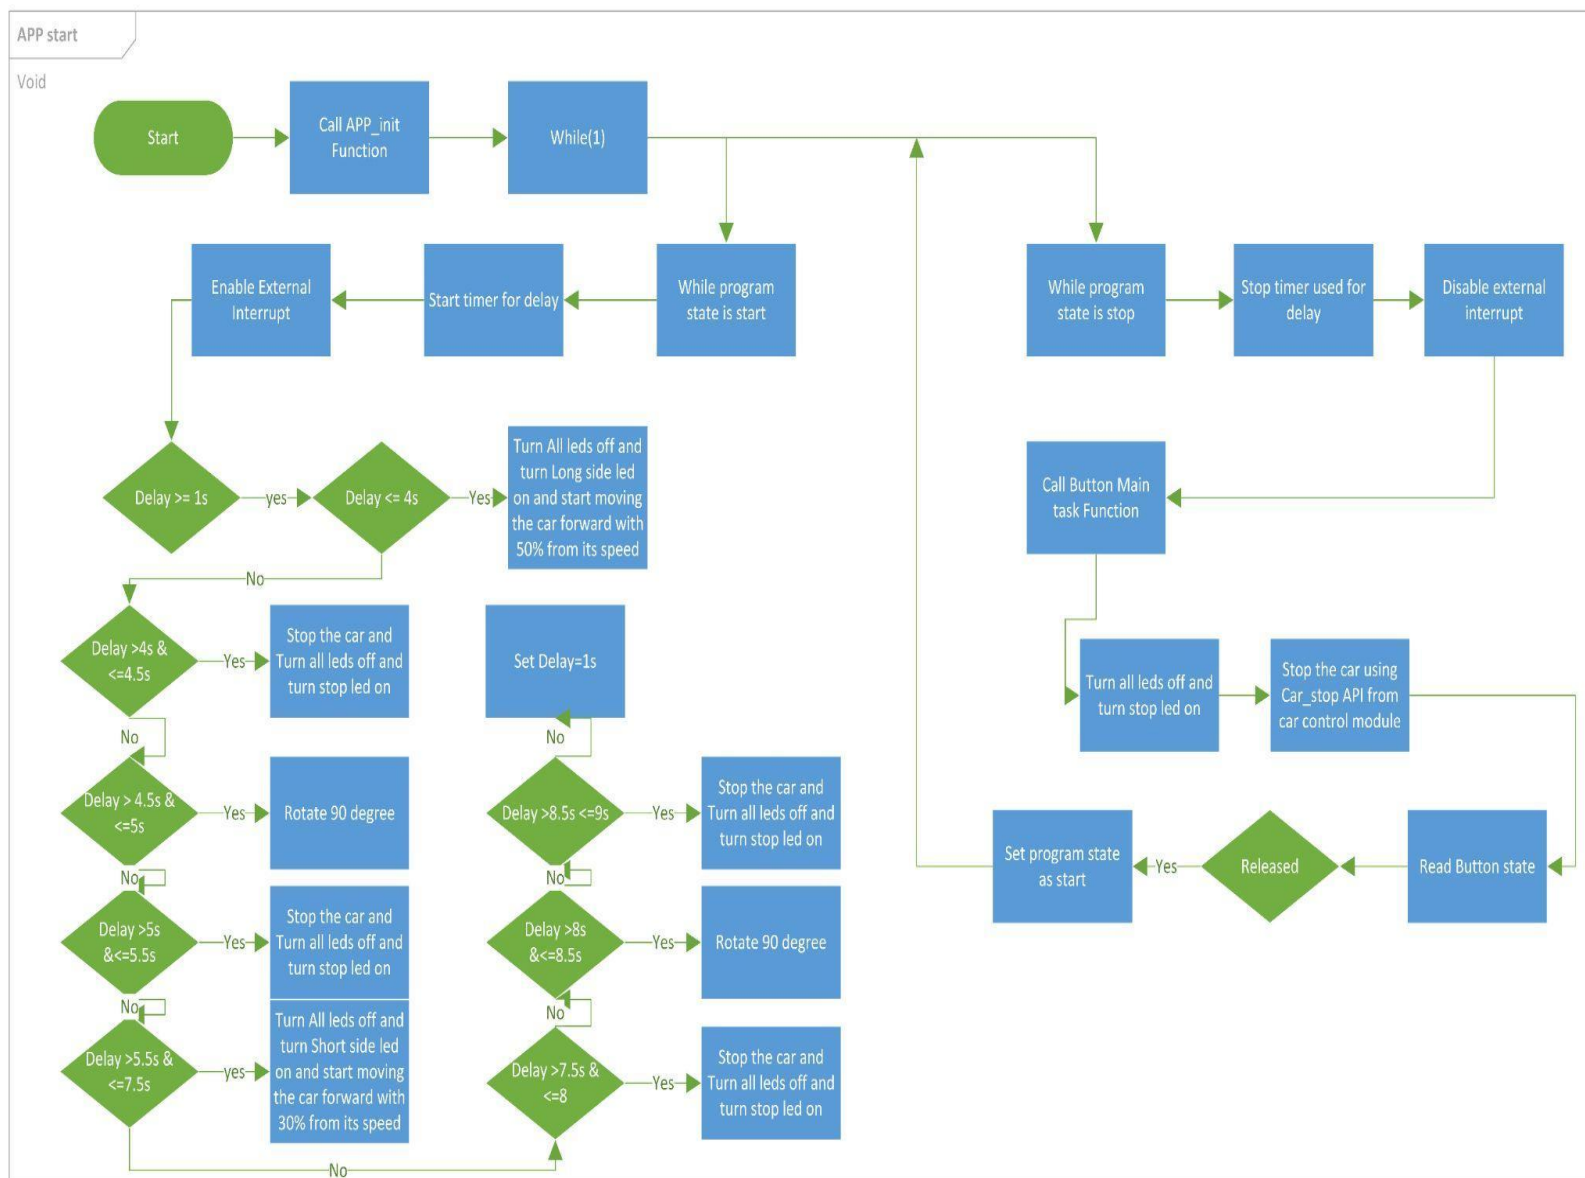 APP start
Void
Start
Call APP_init
Function
While(1)
Enable External
Interrupt
Start timer for delay
While program
state is start
While program
state is stop
Stop timer used for
delay
Disable external
interrupt
Delay >= 1s
yes
Delay <= 4s
Yes
Turn All leds off and
turn Long side led
on and start moving
the car forward with
50% from its speed
No
Call Button Main
task Function
Delay >4s &
<=4.5s
Yes
Stop the car and
Turn all leds off and
turn stop led on
No
Set Delay=1s
No
Turn all leds off and
turn stop led on
Stop the car using
Car_stop API from
car control module
Delay > 4.5s &
<=5s
Yes
Rotate 90 degree
No
Delay >8.5s <=9s
Yes
Stop the car and
Turn all leds off and
turn stop led on
No
Set program state
as start
Yes
Released
Read Button state
Delay >5s
&<=5.5s
Yes
Stop the car and
Turn all leds off and
turn stop led on
No
Delay >8s
&<=8.5s
Yes
Rotate 90 degree
No
Delay >5.5s &
<=7.5s
yes
Turn All leds off and
turn Short side led
on and start moving
the car forward with
30% from its speed
Delay >7.5s &
<=8
Yes
Stop the car and
Turn all leds off and
turn stop led on
No